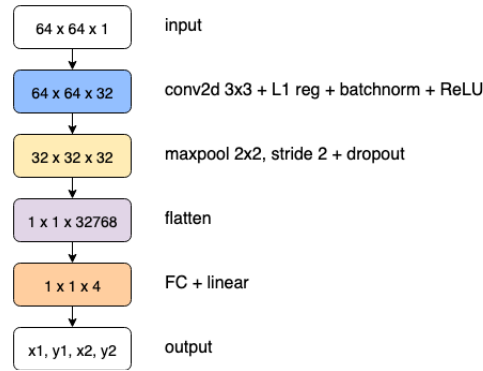 64 x 64 x 1 input
64 x 64 x 32 conv2d 3x3 + L1 reg + batchnorm + ReLU
32 x 32 x 32 maxpool 2x2, stride 2 + dropout
1 x 1 x 32768 flatten
1 x 1 x 4 FC + linear
x1, y1, x2, y2 output